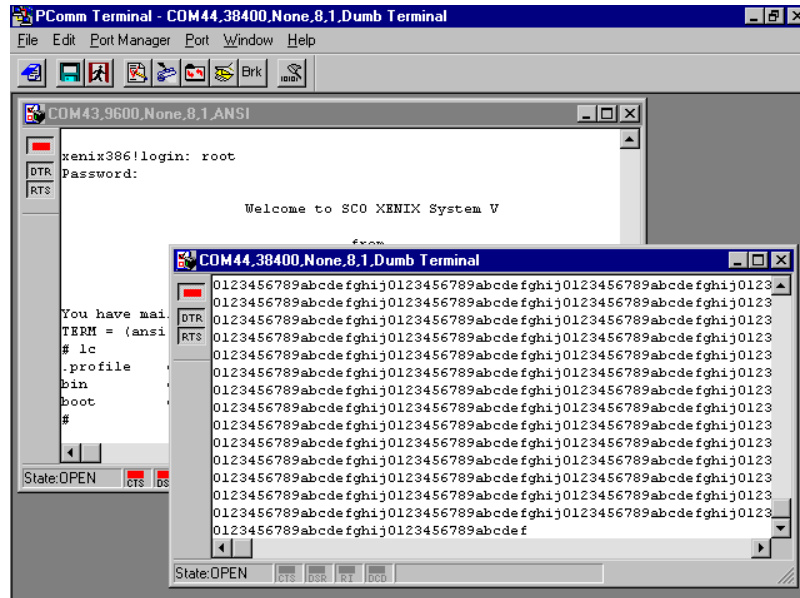 PComm Terminal - COM44,38400,None,8,1,Dumb Terminal
File Edit Port Manager Port Window Help
Brk
COM43,9600,None,8,1,ANSI
DTR
RTS
xenix386!login: root
Password:
Welcome to SCO XENIX System V
from
You have mai
TERM = (ansi
# lc
.profile
bin
boot
#
State:OPEN CTS
COM44,38400,None,8,1,Dumb Terminal
DTR
RTS
0123456789abcdefghij0123456789abcdefghij0123456789abcdefghij0123
0123456789abcdefghij0123456789abcdefghij0123456789abcdefghij0123
0123456789abcdefghij0123456789abcdefghij0123456789abcdefghij0123
0123456789abcdefghij0123456789abcdefghij0123456789abcdefghij0123
0123456789abcdefghij0123456789abcdefghij0123456789abcdefghij0123
0123456789abcdefghij0123456789abcdefghij0123456789abcdefghij0123
0123456789abcdefghij0123456789abcdefghij0123456789abcdefghij0123
0123456789abcdefghij0123456789abcdefghij0123456789abcdefghij0123
0123456789abcdefghij0123456789abcdefghij0123456789abcdefghij0123
0123456789abcdefghij0123456789abcdefghij0123456789abcdefghij0123
0123456789abcdefghij0123456789abcdefghij0123456789abcdefghij0123
0123456789abcdefghij0123456789abcdefghij0123456789abcdefghij0123
0123456789abcdefghij0123456789abcdefghij0123456789abcdefghij0123
0123456789abcdefghij0123456789abcdefghij0123456789abcdefghij0123
0123456789abcdefghij0123456789abcdef
State:OPEN CTS DSR RI DCD